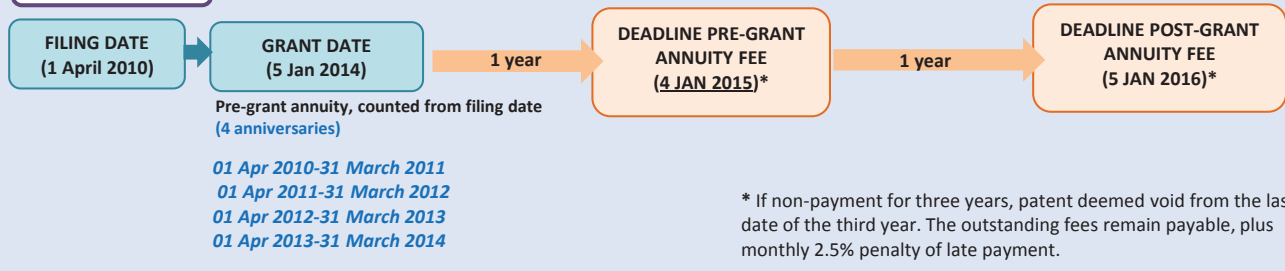 FILING DATE
(1 April 2010)
GRANT DATE
(5 Jan 2014)
1 year
DEADLINE PRE-GRANT
ANNUITY FEE
(4 JAN 2015)*
1 year
DEADLINE POST-GRANT
ANNUITY FEE
(5 JAN 2016)*
Pre-grant annuity, counted from filing date
(4 anniversaries)
01 Apr 2010-31 March 2011
01 Apr 2011-31 March 2012
01 Apr 2012-31 March 2013
01 Apr 2013-31 March 2014
* If non-payment for three years, patent deemed void from the las
date of the third year. The outstanding fees remain payable, plus
monthly 2.5% penalty of late payment.